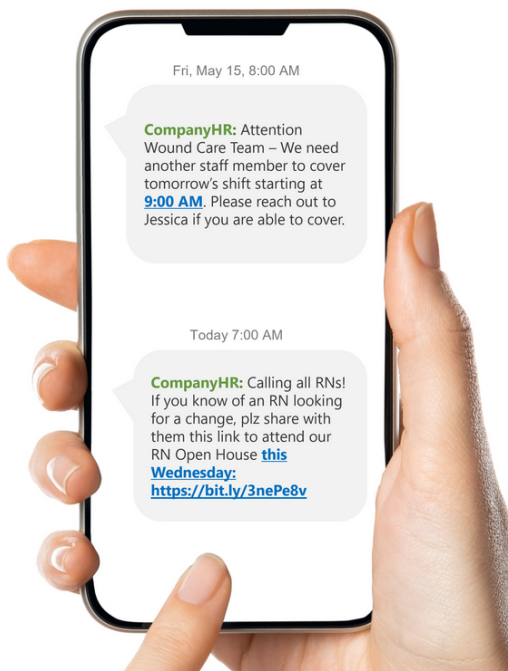 Fri, May 15, 8:00 AM
CompanyHR: Attention
Wound Care Team – We need
another staff member to cover
tomorrow's shift starting at
9:00 AM. Please reach out to
Jessica if you are able to cover.
Today 7:00 AM
CompanyHR: Calling all RNs!
If you know of an RN looking
for a change, plz share with
them this link to attend our
RN Open House this
Wednesday:
https://bit.ly/3nePe8v